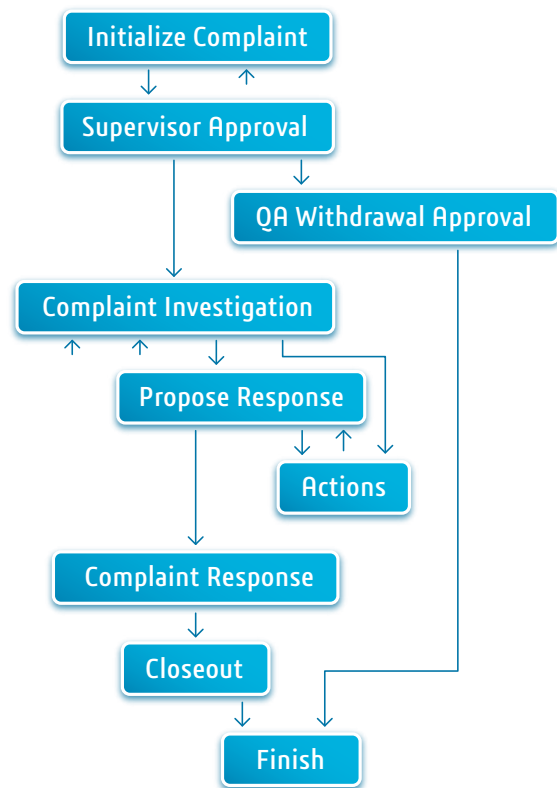 Initialize Complaint
Supervisor Approval
QA Withdrawal Approval
Complaint Investigation
Propose Response
Actions
Complaint Response
Closeout
Finish